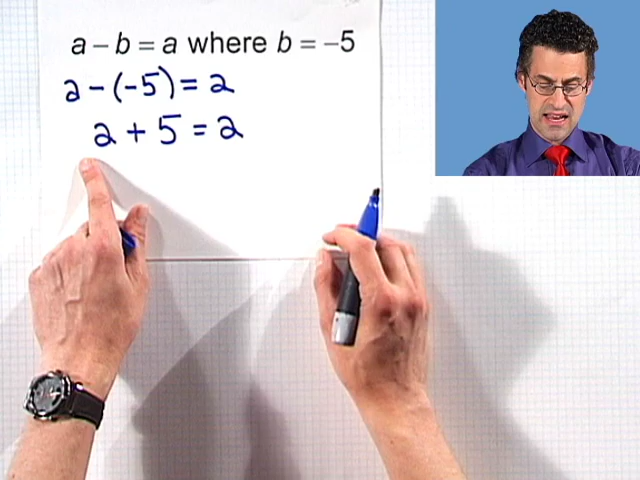 a – b = a where b = –5
a - (-5) = a
a + 5 = a